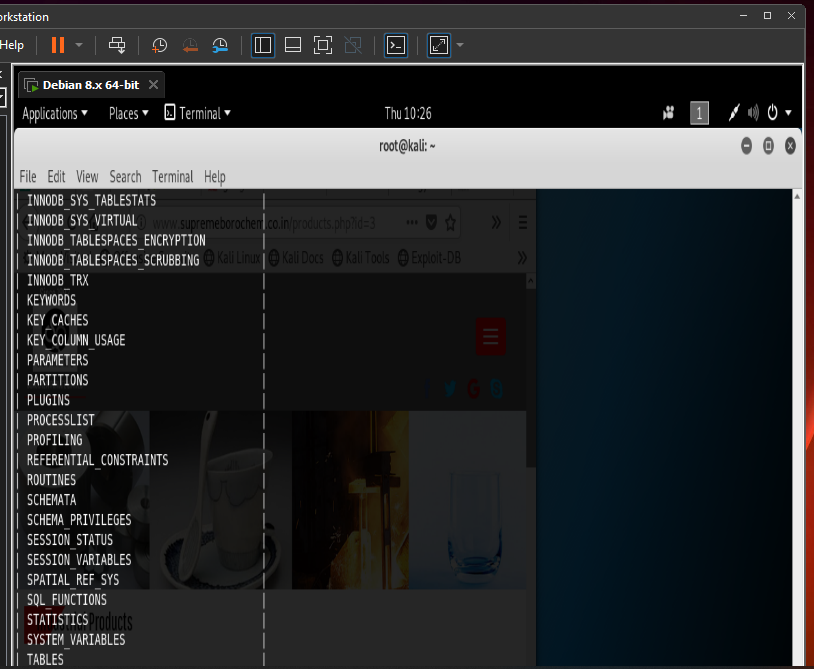 orkstation
Help
Debian 8.x 64-bit
Applications Places Terminal Thu 10:26 1
root@kali: ~
File Edit View Search Terminal Help
| INNODB_SYS_TABLESTATS |
| INNODB_SYS_VIRTUAL |
www.supremeborochem.co.in/products.php?id=3
| INNODB_TABLESPACES_ENCRYPTION |
| INNODB_TABLESPACES_SCRUBBING |
Kali Linux Kali Docs Kali Tools Exploit-DB
| INNODB_TRX |
| KEYWORDS |
| KEY_CACHES |
| KEY_COLUMN_USAGE |
| PARAMETERS |
| PARTITIONS |
| PLUGINS |
| PROCESSLIST |
| PROFILING |
| REFERENTIAL_CONSTRAINTS |
| ROUTINES |
| SCHEMATA |
| SCHEMA_PRIVILEGES |
| SESSION_STATUS |
| SESSION_VARIABLES |
| SPATIAL_REF_SYS |
| SQL_FUNCTIONS |
| STATISTICS |
Products
| SYSTEM_VARIABLES |
| TABLES |